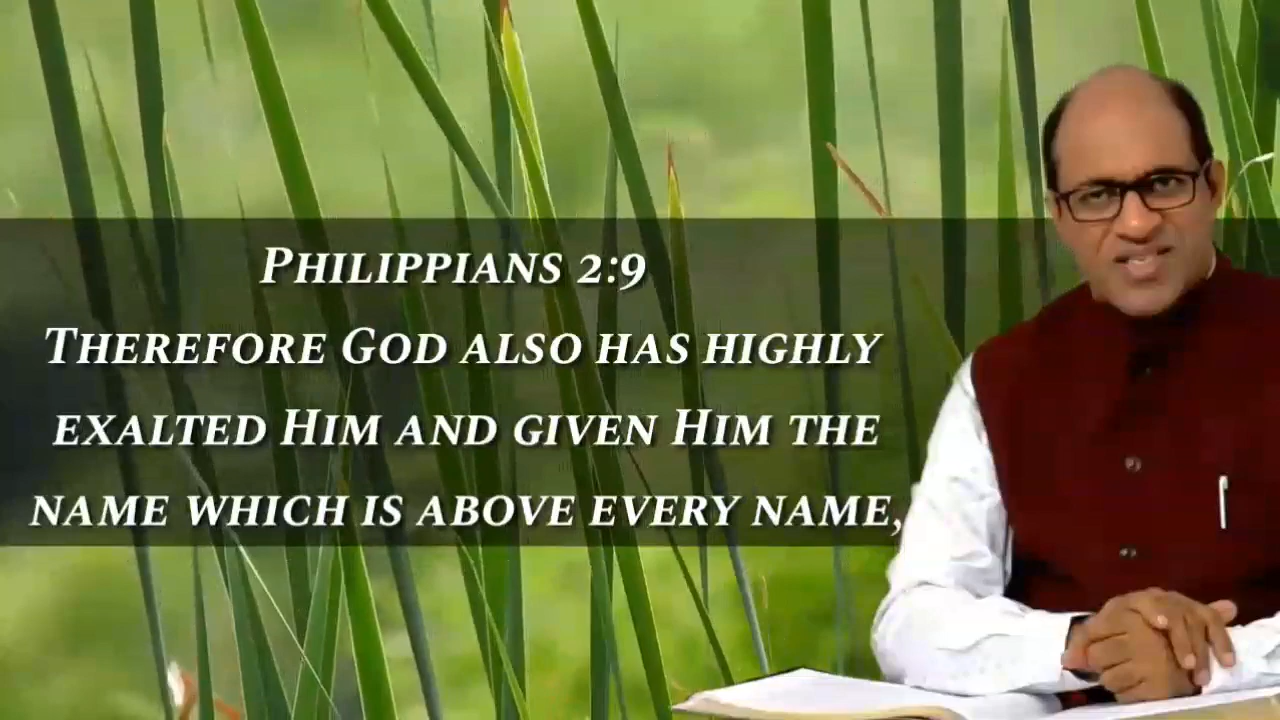 Philippians 2:9
Therefore God also has highly
exalted Him and given Him the
name which is above every name,